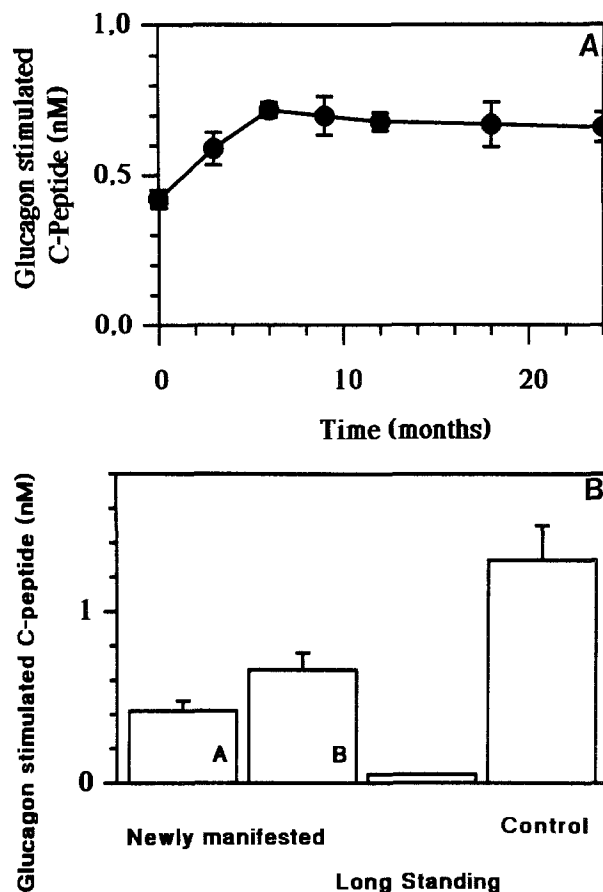 A
Glucagon stimulated
C-Peptide (nM)
1,0
0,5
0,0
0
10
20
Time (months)
B
Glucagon stimulated C-peptide (nM)
1
0
A
B
Newly manifested
Control
Long Standing